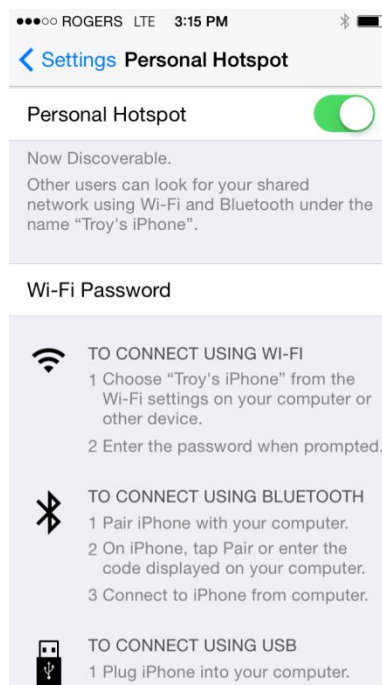 ROGERS LTE 3:15 PM
Settings Personal Hotspot
Personal Hotspot
Now Discoverable.
Other users can look for your shared
network using Wi-Fi and Bluetooth under the
name “Troy's iPhone”.
Wi-Fi Password
TO CONNECT USING WI-FI
1 Choose “Troy's iPhone” from the
Wi-Fi settings on your computer or
other device.
2 Enter the password when prompted.
TO CONNECT USING BLUETOOTH
1 Pair iPhone with your computer.
2 On iPhone, tap Pair or enter the
code displayed on your computer.
3 Connect to iPhone from computer.
TO CONNECT USING USB
1 Plug iPhone into your computer.